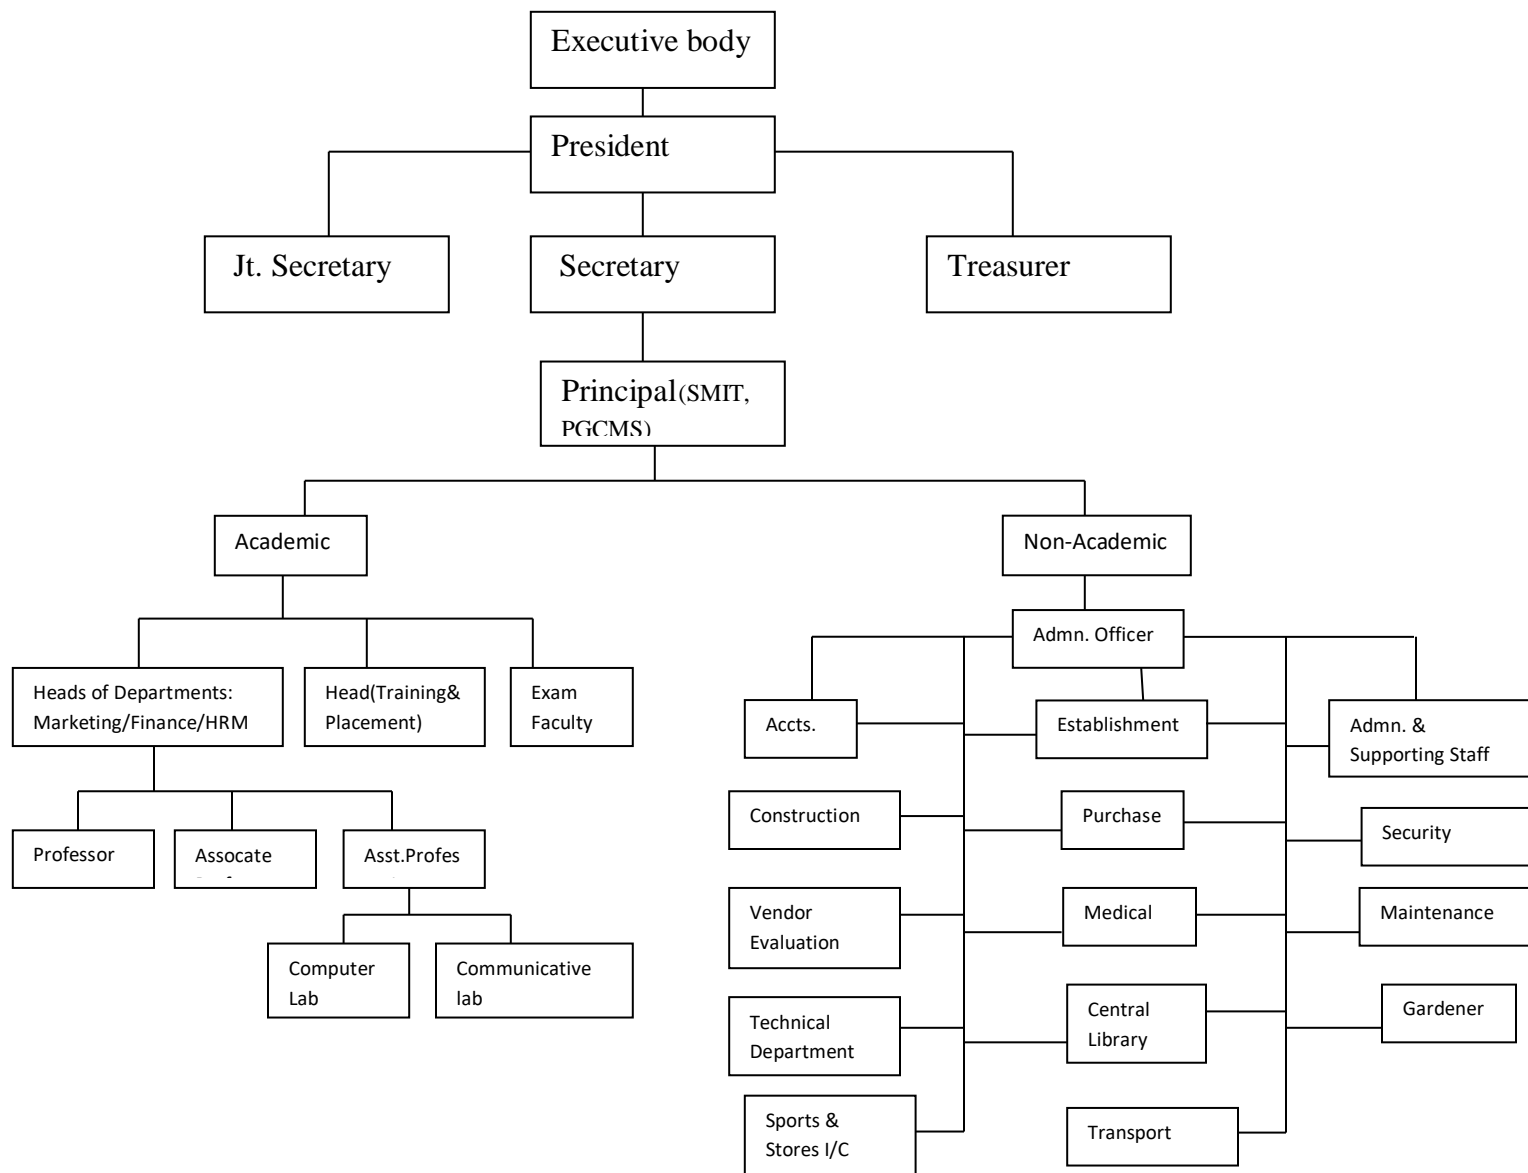 Executive body
President
Jt. Secretary
Secretary
Treasurer
Principal(SMIT,
PGCMS)
Academic
Non-Academic
Admn. Officer
Heads of Departments:
Marketing/Finance/HRM
Head(Training&
Placement)
Exam
Faculty
Accts.
Establishment
Admn. &
Supporting Staff
Professor
Assocate
Asst.Profes
Construction
Purchase
Security
Vendor
Evaluation
Medical
Maintenance
Computer
Lab
Communicative
lab
Technical
Department
Central
Library
Gardener
Sports &
Stores I/C
Transport